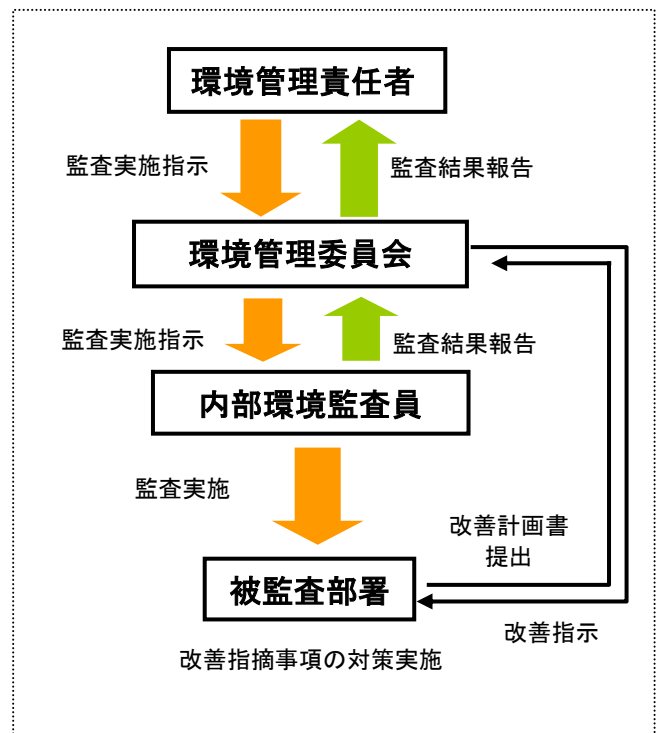 環境管理責任者
監査実施指示
監査結果報告
環境管理委員会
監査実施指示
監査結果報告
内部環境監査員
監査実施
改善計画書
提出
被監査部署
改善指示
改善指摘事項の対策実施